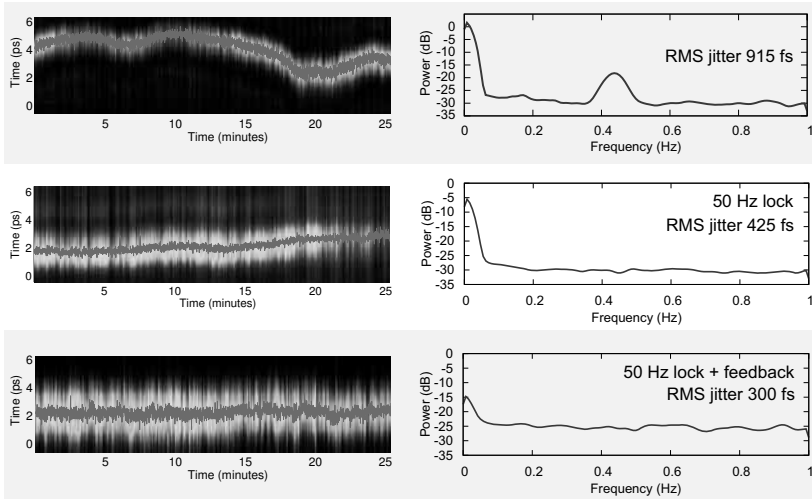 6
4
2
0
Time (ps)
5 10 15 20 25
Time (minutes)
0
-5
-10
-15
-20
-25
-30
-35
Power (dB)
RMS jitter 915 fs
0 0.2 0.4 0.6 0.8 1
Frequency (Hz)
6
4
2
0
Time (ps)
5 10 15 20 25
Time (minutes)
0
-5
-10
-15
-20
-25
-30
-35
Power (dB)
50 Hz lock
RMS jitter 425 fs
0 0.2 0.4 0.6 0.8 1
Frequency (Hz)
6
4
2
0
Time (ps)
5 10 15 20 25
Time (minutes)
0
-5
-10
-15
-20
-25
-30
-35
Power (dB)
50 Hz lock + feedback
RMS jitter 300 fs
0 0.2 0.4 0.6 0.8 1
Frequency (Hz)